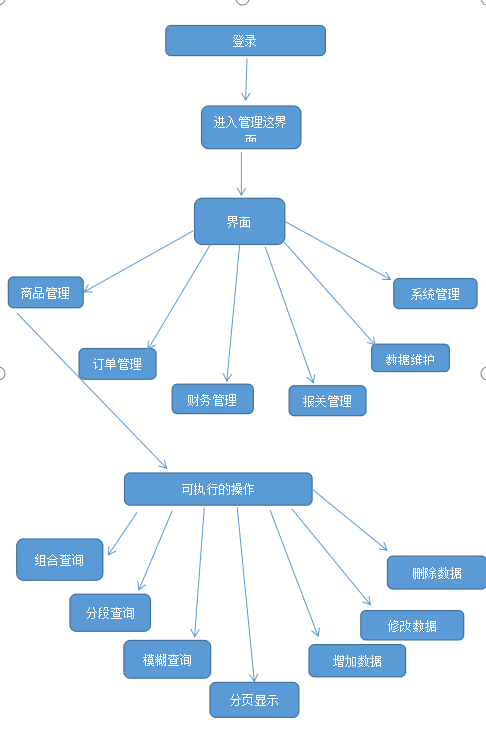 登录
进入管理这界
面
界面
商品管理
系统管理
订单管理
数据维护
财务管理
报关管理
可执行的操作
组合查询
删除数据
分段查询
修改数据
模糊查询
增加数据
分页显示